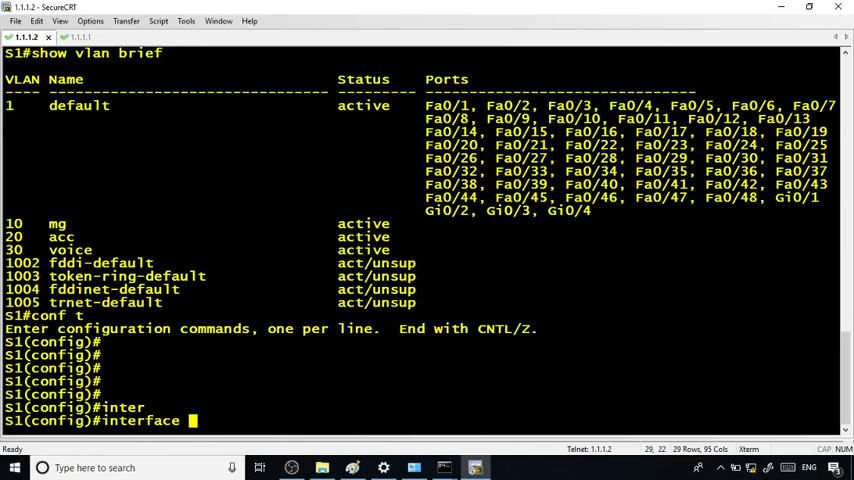 1.1.1.2 - SecureCRT
File Edit View Options Transfer Script Tools Window Help
1.1.1.2 1.1.1.1
S1#show vlan brief
VLAN Name Status Ports
---- -------------------------------- --------- -------------------------------
1 default active Fa0/1, Fa0/2, Fa0/3, Fa0/4, Fa0/5, Fa0/6, Fa0/7
Fa0/8, Fa0/9, Fa0/10, Fa0/11, Fa0/12, Fa0/13
Fa0/14, Fa0/15, Fa0/16, Fa0/17, Fa0/18, Fa0/19
Fa0/20, Fa0/21, Fa0/22, Fa0/23, Fa0/24, Fa0/25
Fa0/26, Fa0/27, Fa0/28, Fa0/29, Fa0/30, Fa0/31
Fa0/32, Fa0/33, Fa0/34, Fa0/35, Fa0/36, Fa0/37
Fa0/38, Fa0/39, Fa0/40, Fa0/41, Fa0/42, Fa0/43
Fa0/44, Fa0/45, Fa0/46, Fa0/47, Fa0/48, Gi0/1
Gi0/2, Gi0/3, Gi0/4
10 mg active
20 acc active
30 voice active
1002 fddi-default act/unsup
1003 token-ring-default act/unsup
1004 fddinet-default act/unsup
1005 trnet-default act/unsup
S1#conf t
Enter configuration commands, one per line. End with CNTL/Z.
S1(config)#
S1(config)#
S1(config)#
S1(config)#
S1(config)#
S1(config)#inter
S1(config)#interface
Ready Telnet: 1.1.1.2 29, 22 29 Rows, 95 Cols Xterm CAP NUM
Type here to search ENG 3